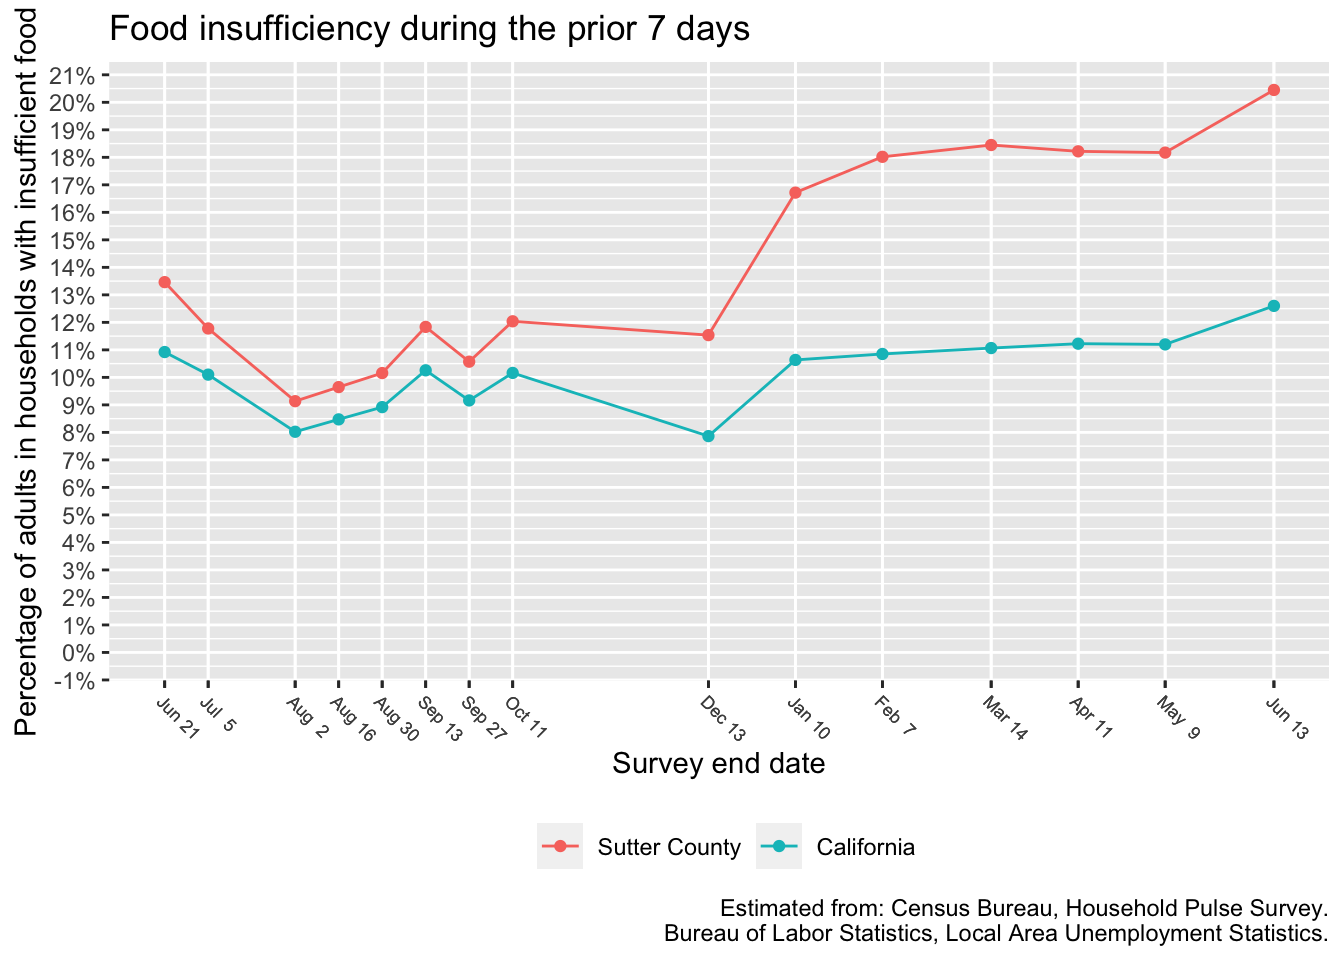 Food insufficiency during the prior 7 days
Percentage of adults in households with insufficient food
21%
20%
19%
18%
17%
16%
15%
14%
13%
12%
11%
10%
9%
8%
7%
6%
5%
4%
3%
2%
1%
0%
-1%
Jun 21
Jul 5
Aug 2
Aug 16
Aug 30
Sep 13
Sep 27
Oct 11
Dec 13
Jan 10
Feb 7
Mar 14
Apr 11
May 9
Jun 13
Survey end date
Sutter County
California
Estimated from: Census Bureau, Household Pulse Survey.
Bureau of Labor Statistics, Local Area Unemployment Statistics.